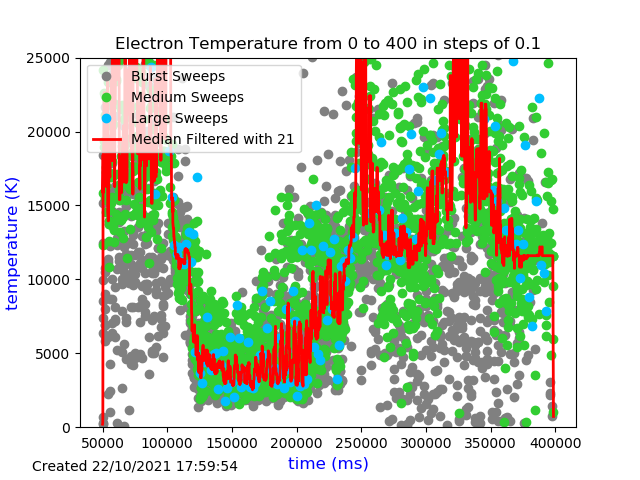 Electron Temperature from 0 to 400 in steps of 0.1
25000
20000
15000
10000
5000
0
temperature (K)
Burst Sweeps
Medium Sweeps
Large Sweeps
Median Filtered with 21
50000 100000 150000 200000 250000 300000 350000 400000
time (ms)
Created 22/10/2021 17:59:54